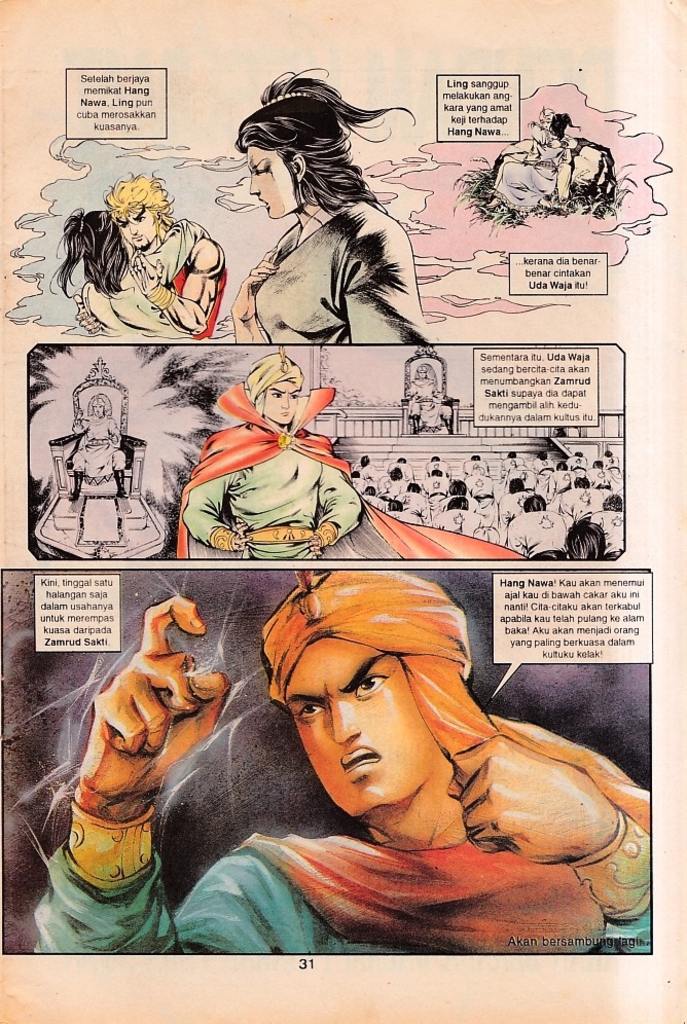 Setelah berjaya
memikat Hang
Nawa, Ling pun
cuba merosakkan
kuasanya.
Ling sanggup
melakukan ang-
kara yang amat
keji terhadap
Hang Nawa...
...kerana dia benar-
benar cintakan
Uda Waja itu!
Sementara itu, Uda Waja
sedang bercita-cita akan
menumbangkan Zamrud
Sakti supaya dia dapat
mengambil alih kedu-
dukannya dalam kultus itu.
Kini, tinggal satu
halangan saja
dalam usahanya
untuk merempas
kuasa daripada
Zamrud Sakti.
Hang Nawa! Kau akan menemui
ajal kau di bawah cakar aku ini
nanti! Cita-citaku akan terkabul
apabila kau telah pulang ke alam
baka! Aku akan menjadi orang
yang paling berkuasa dalam
kultuku kelak!
Akan bersambung lagi...
31